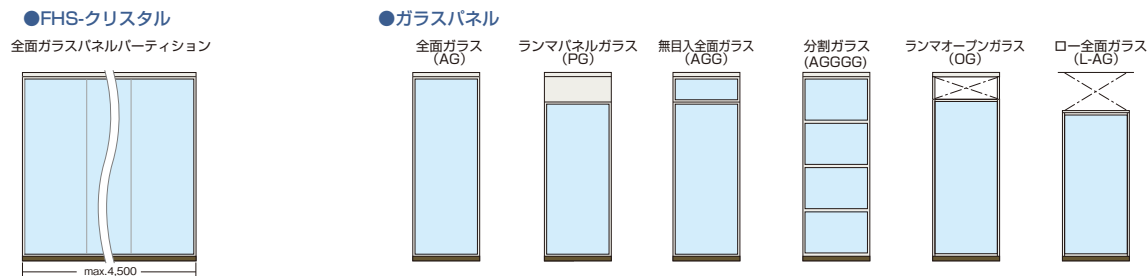 ●FHS-クリスタル
全面ガラスパネルパーティション
max.4,500
●ガラスパネル
全面ガラス
(AG)
ランマパネルガラス
(PG)
無目入全面ガラス
(AGG)
分割ガラス
(AGGGG)
ランマオープンガラス
(OG)
ロー全面ガラス
(L-AG)